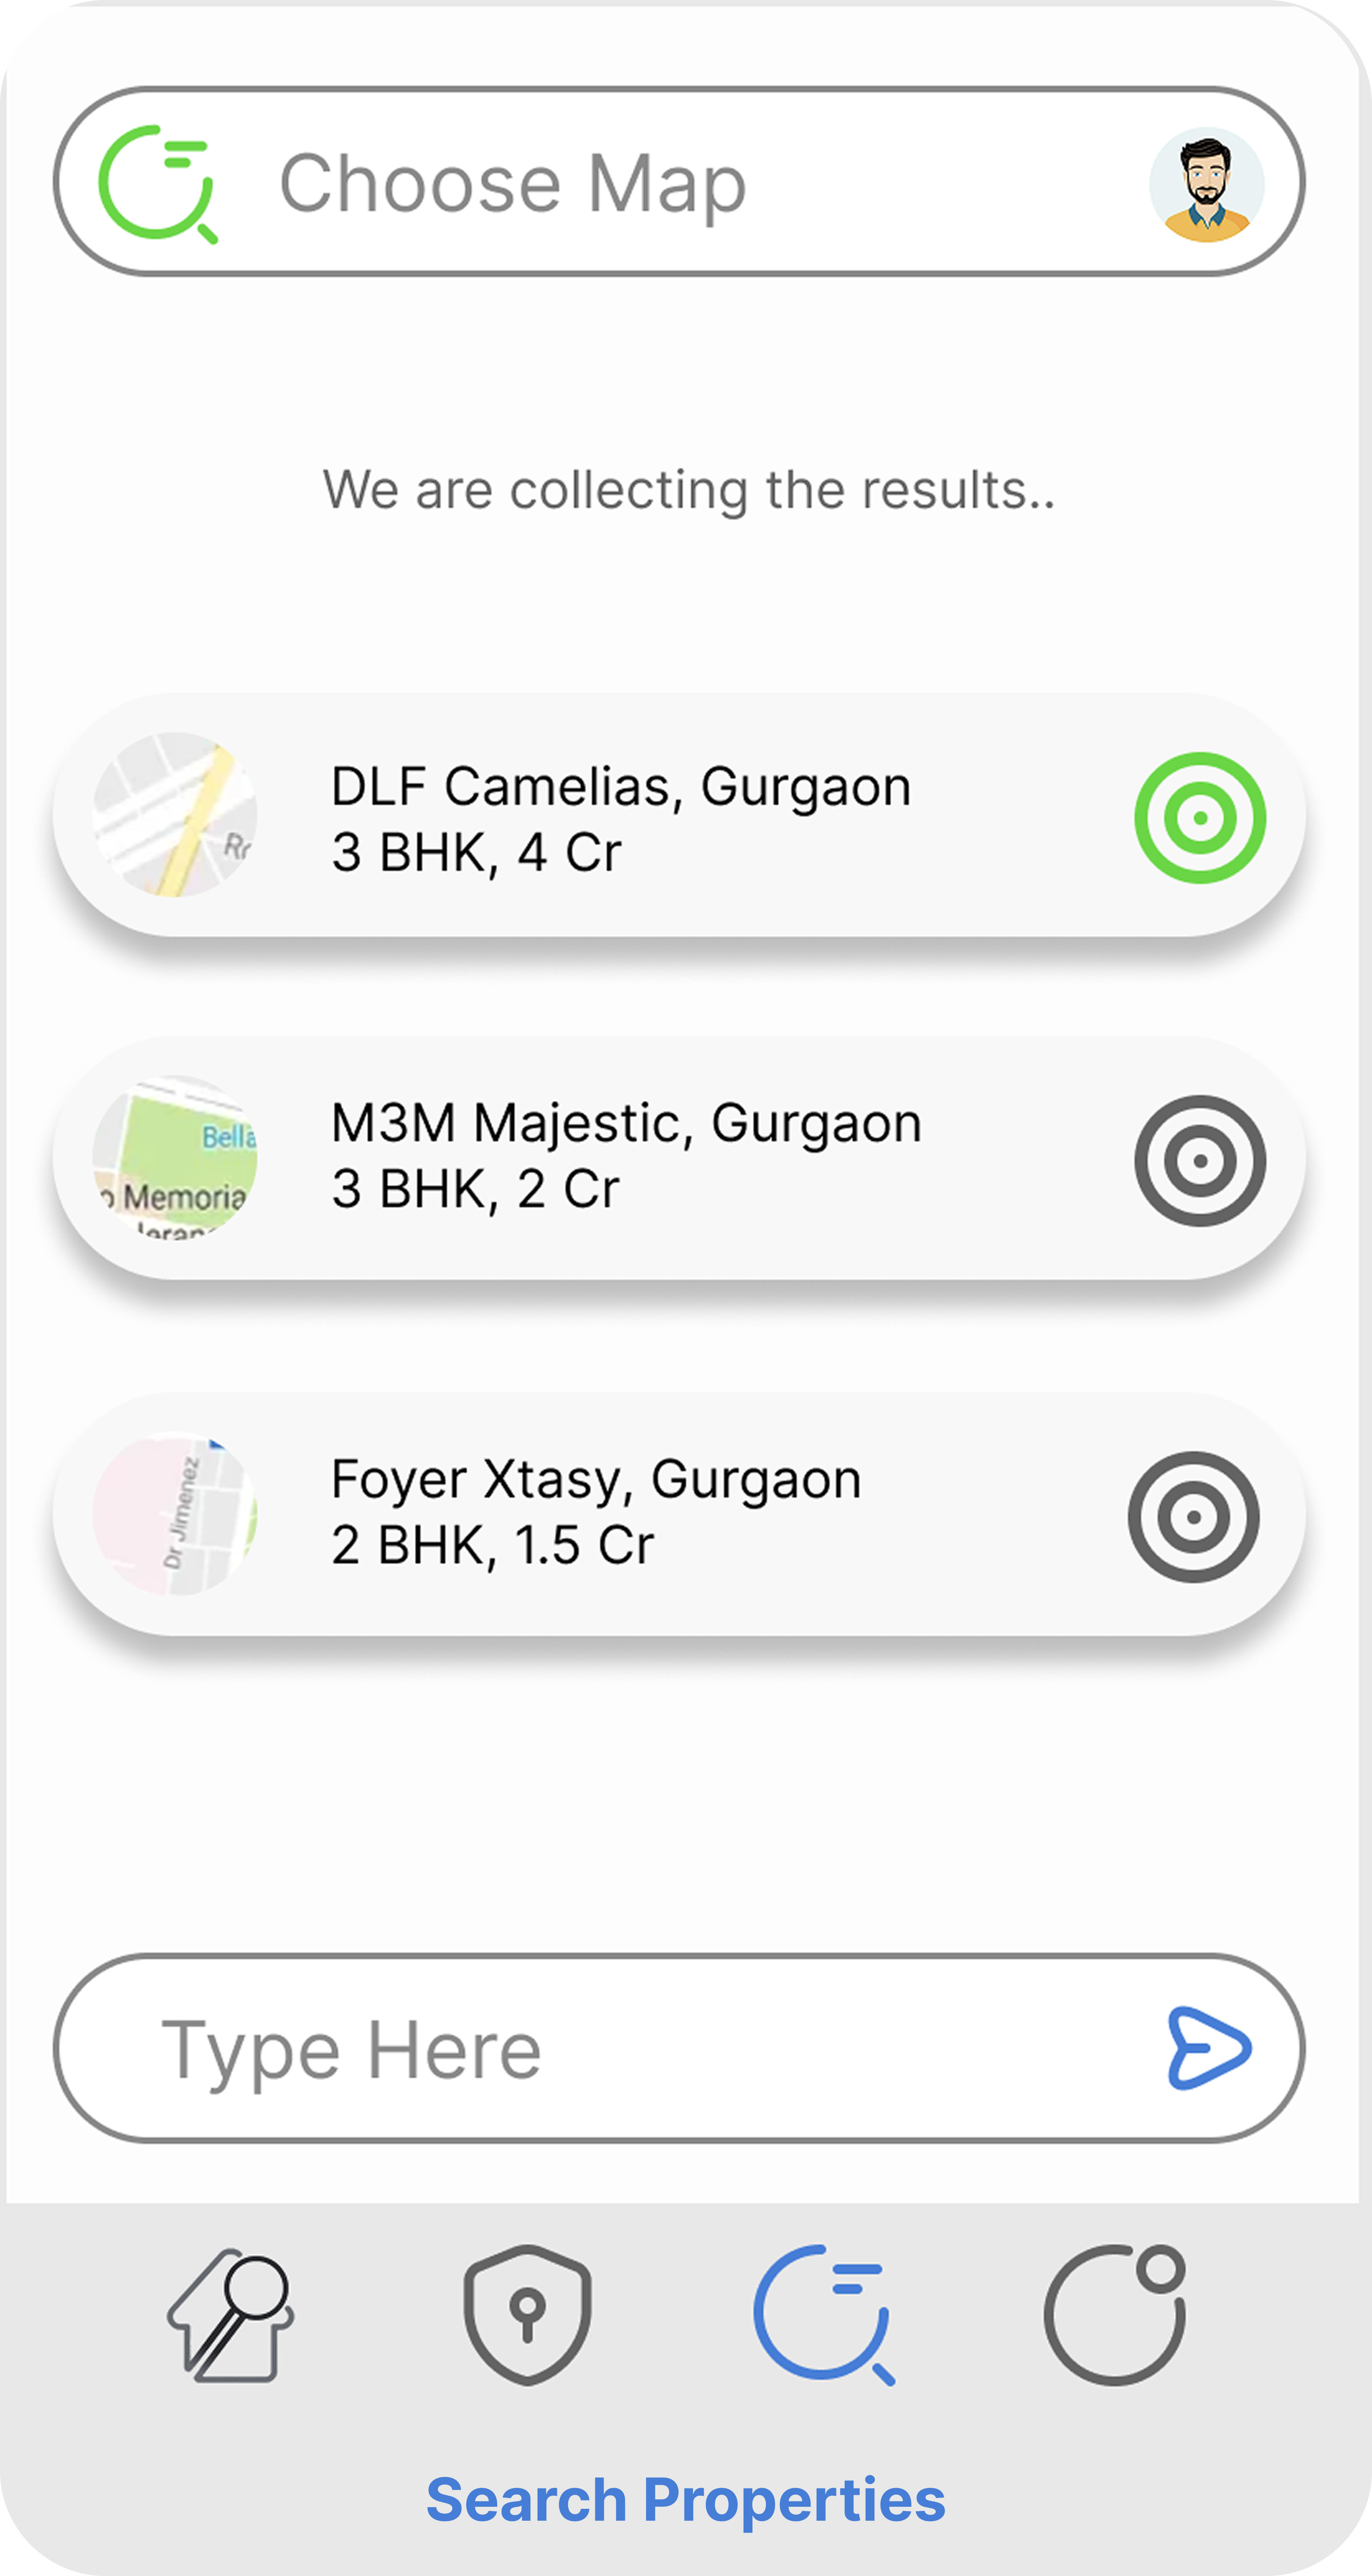 Choose Map
We are collecting the results..
DLF Camelias, Gurgaon
3 BHK, 4 Cr
Bella
M3M Majestic, Gurgaon
3 BHK, 2 Cr
o Memoria
Foyer Xtasy, Gurgaon
2 BHK, 1.5 Cr
Dr Jimenez
Type Here
Search Properties